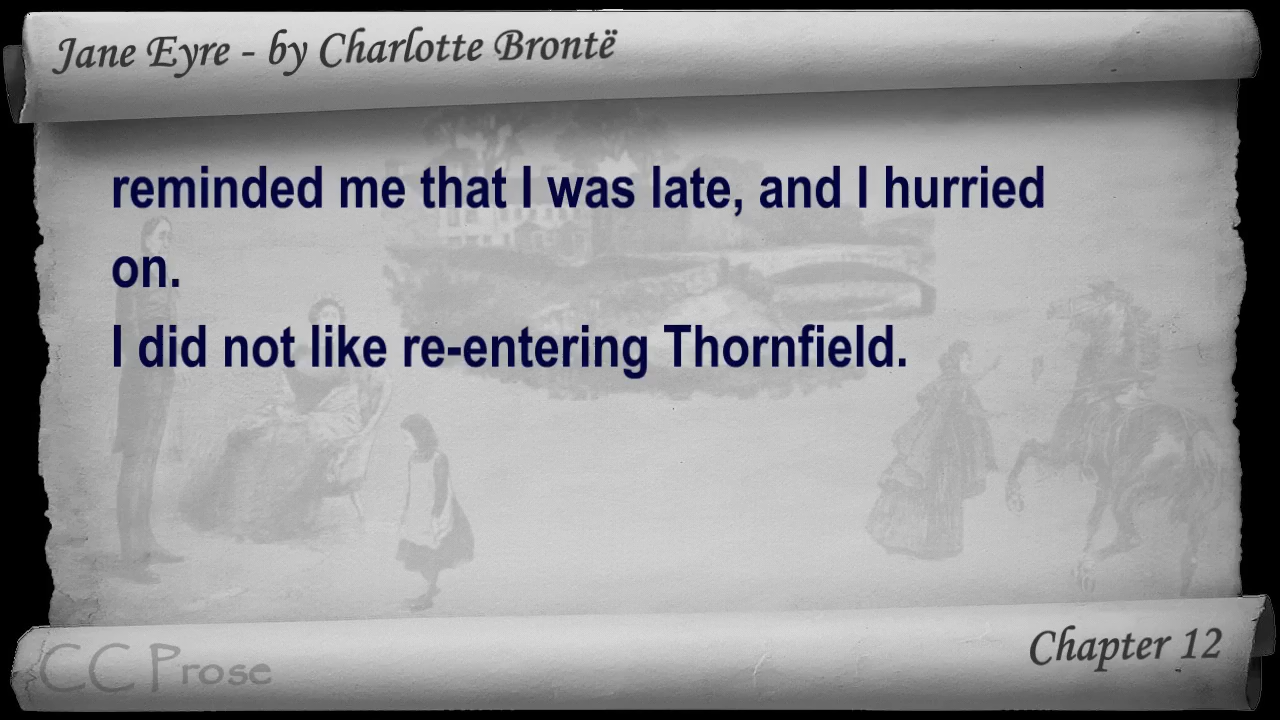 Jane Eyre - by Charlotte Brontë
reminded me that I was late, and I hurried
on.
I did not like re-entering Thornfield.
Chapter 12
CC Prose